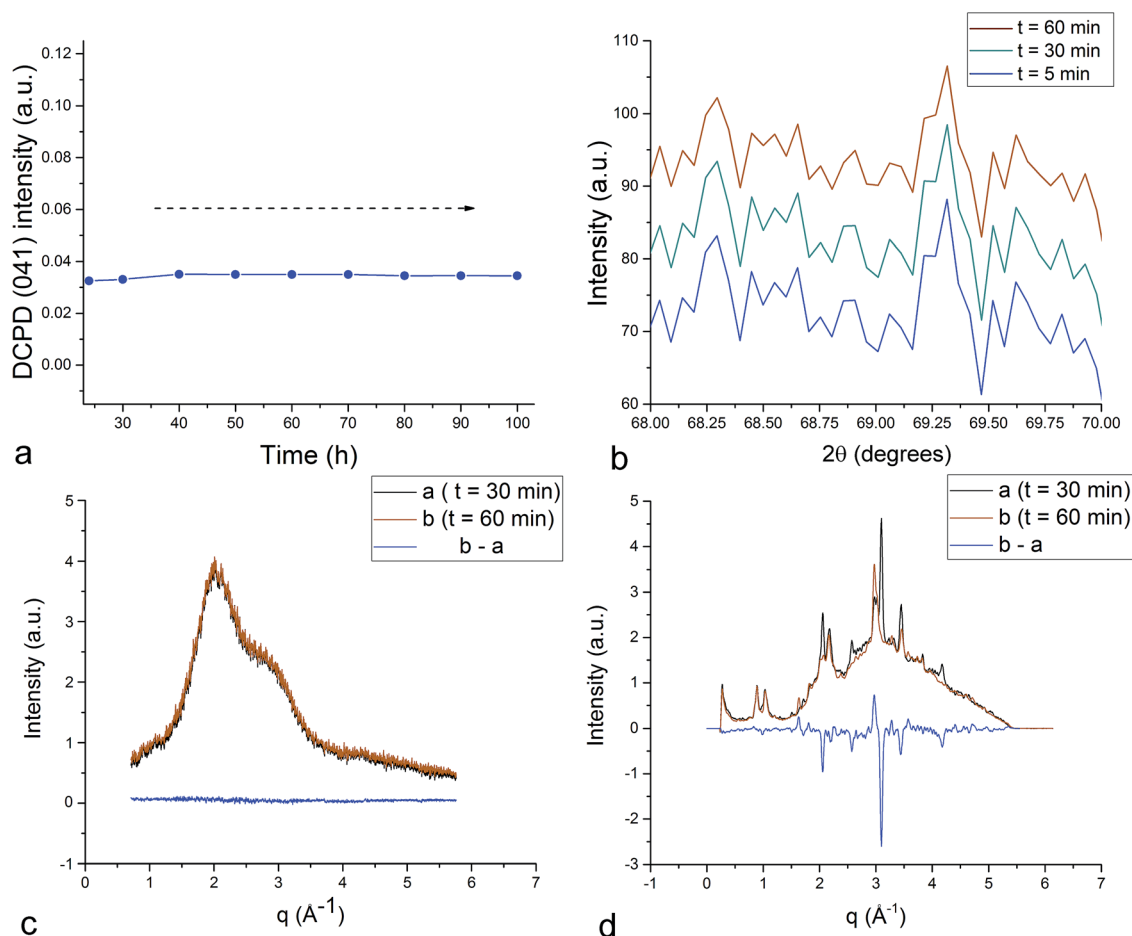 DCPD (041) intensity (a.u.)
0.12
0.10
0.08
0.06
0.04
0.02
0.00
30 40 50 60 70 80 90 100
Time (h)
a
t = 60 min
t = 30 min
t = 5 min
Intensity (a.u.)
110
100
90
80
70
60
68.00 68.25 68.50 68.75 69.00 69.25 69.50 69.75 70.00
2θ (degrees)
b
a ( t = 30 min)
b (t = 60 min)
b - a
Intensity (a.u.)
5
4
3
2
1
0
-1
0 1 2 3 4 5 6 7
q (Å-1)
c
a (t = 30 min)
b (t = 60 min)
b - a
Intensity (a.u.)
5
4
3
2
1
0
-1
-2
-3
-1 0 1 2 3 4 5 6 7
q (Å-1)
d